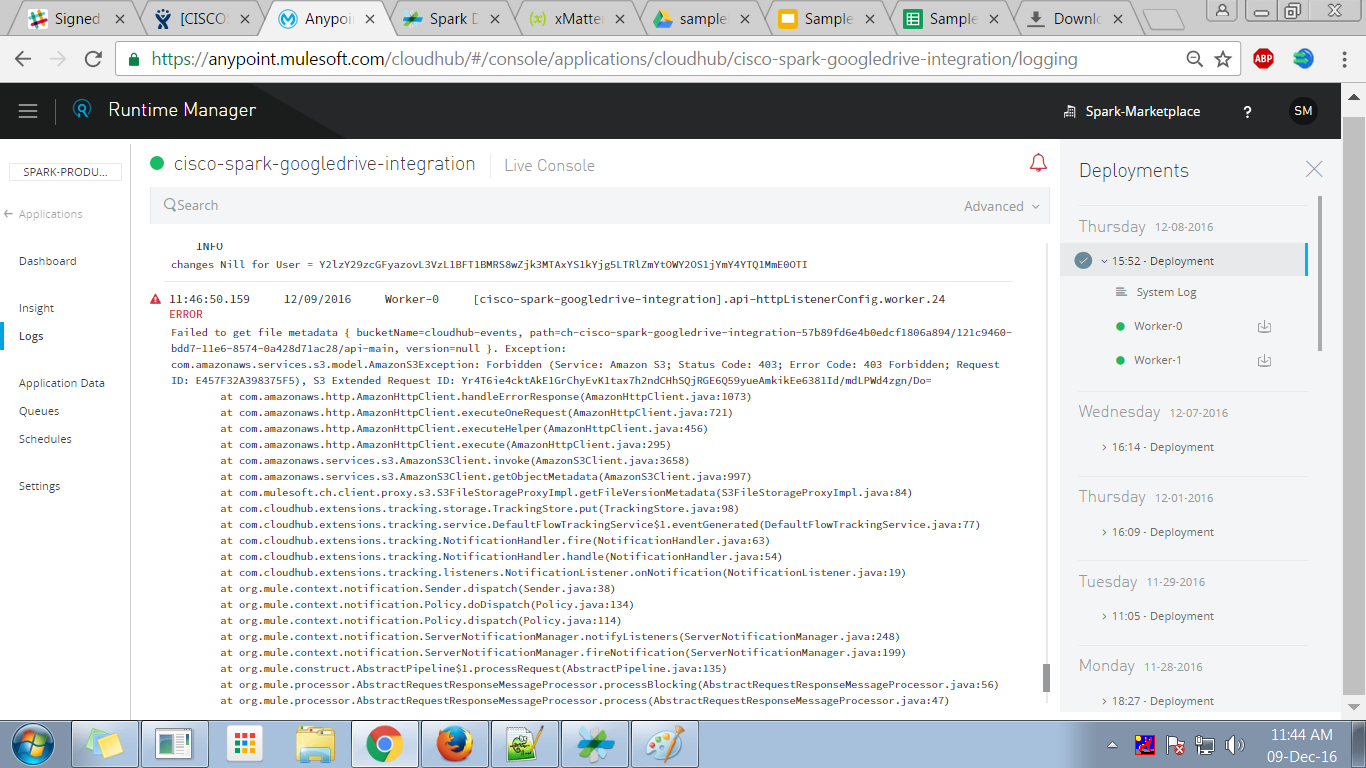 Signed
[CISCO
Anypoin
Spark D
xMatter
sample
Sample
Sample
Downlo
https://anypoint.mulesoft.com/cloudhub/#/console/applications/cloudhub/cisco-spark-googledrive-integration/logging
ABP
Runtime Manager
Spark-Marketplace
?
SM
SPARK-PRODU...
Applications
Dashboard
Insight
Logs
Application Data
Queues
Schedules
Settings
cisco-spark-googledrive-integration
Live Console
Search
Advanced
INFO
changes Nill for User = Y2lzY29zcGFyazovL3VzL1BFT1BMRS8wZjk3MTAxYS1kYjg5LTRlZmYtOWY2OS1jYmY4YTQ1MmE0OTI
11:46:50.159 12/09/2016 Worker-0 [cisco-spark-googledrive-integration].api-httpListenerConfig.worker.24
ERROR
Failed to get file metadata { bucketName=cloudhub-events, path=ch-cisco-spark-googledrive-integration-57b89fd6e4b0edcf1806a894/121c9460-
bdd7-11e6-8574-0a428d71ac28/api-main, version=null }. Exception:
com.amazonaws.services.s3.model.AmazonS3Exception: Forbidden (Service: Amazon S3; Status Code: 403; Error Code: 403 Forbidden; Request
ID: E457F32A398375F5), S3 Extended Request ID: Yr4T6ie4cktAkE1GrChyEvK1tax7h2ndCHhSQjRGE6Q59yueAmkikEe6381Id/mdLPWd4zgn/Do=
at com.amazonaws.http.AmazonHttpClient.handleErrorResponse(AmazonHttpClient.java:1073)
at com.amazonaws.http.AmazonHttpClient.executeOneRequest(AmazonHttpClient.java:721)
at com.amazonaws.http.AmazonHttpClient.executeHelper(AmazonHttpClient.java:456)
at com.amazonaws.http.AmazonHttpClient.execute(AmazonHttpClient.java:295)
at com.amazonaws.services.s3.AmazonS3Client.invoke(AmazonS3Client.java:3658)
at com.amazonaws.services.s3.AmazonS3Client.getObjectMetadata(AmazonS3Client.java:997)
at com.mulesoft.ch.client.proxy.s3.S3FileStorageProxyImpl.getFileVersionMetadata(S3FileStorageProxyImpl.java:84)
at com.cloudhub.extensions.tracking.storage.TrackingStore.put(TrackingStore.java:98)
at com.cloudhub.extensions.tracking.service.DefaultFlowTrackingService$1.eventGenerated(DefaultFlowTrackingService.java:77)
at com.cloudhub.extensions.tracking.NotificationHandler.fire(NotificationHandler.java:63)
at com.cloudhub.extensions.tracking.NotificationHandler.handle(NotificationHandler.java:54)
at com.cloudhub.extensions.tracking.listeners.NotificationListener.onNotification(NotificationListener.java:19)
at org.mule.context.notification.Sender.dispatch(Sender.java:38)
at org.mule.context.notification.Policy.doDispatch(Policy.java:134)
at org.mule.context.notification.Policy.dispatch(Policy.java:114)
at org.mule.context.notification.ServerNotificationManager.notifyListeners(ServerNotificationManager.java:248)
at org.mule.context.notification.ServerNotificationManager.fireNotification(ServerNotificationManager.java:199)
at org.mule.construct.AbstractPipeline$1.processRequest(AbstractPipeline.java:135)
at org.mule.processor.AbstractRequestResponseMessageProcessor.processBlocking(AbstractRequestResponseMessageProcessor.java:56)
at org.mule.processor.AbstractRequestResponseMessageProcessor.process(AbstractRequestResponseMessageProcessor.java:47)
Deployments
Thursday 12-08-2016
15:52 - Deployment
System Log
Worker-0
Worker-1
Wednesday 12-07-2016
16:14 - Deployment
Thursday 12-01-2016
16:09 - Deployment
Tuesday 11-29-2016
11:05 - Deployment
Monday 11-28-2016
18:27 - Deployment
11:44 AM
09-Dec-16